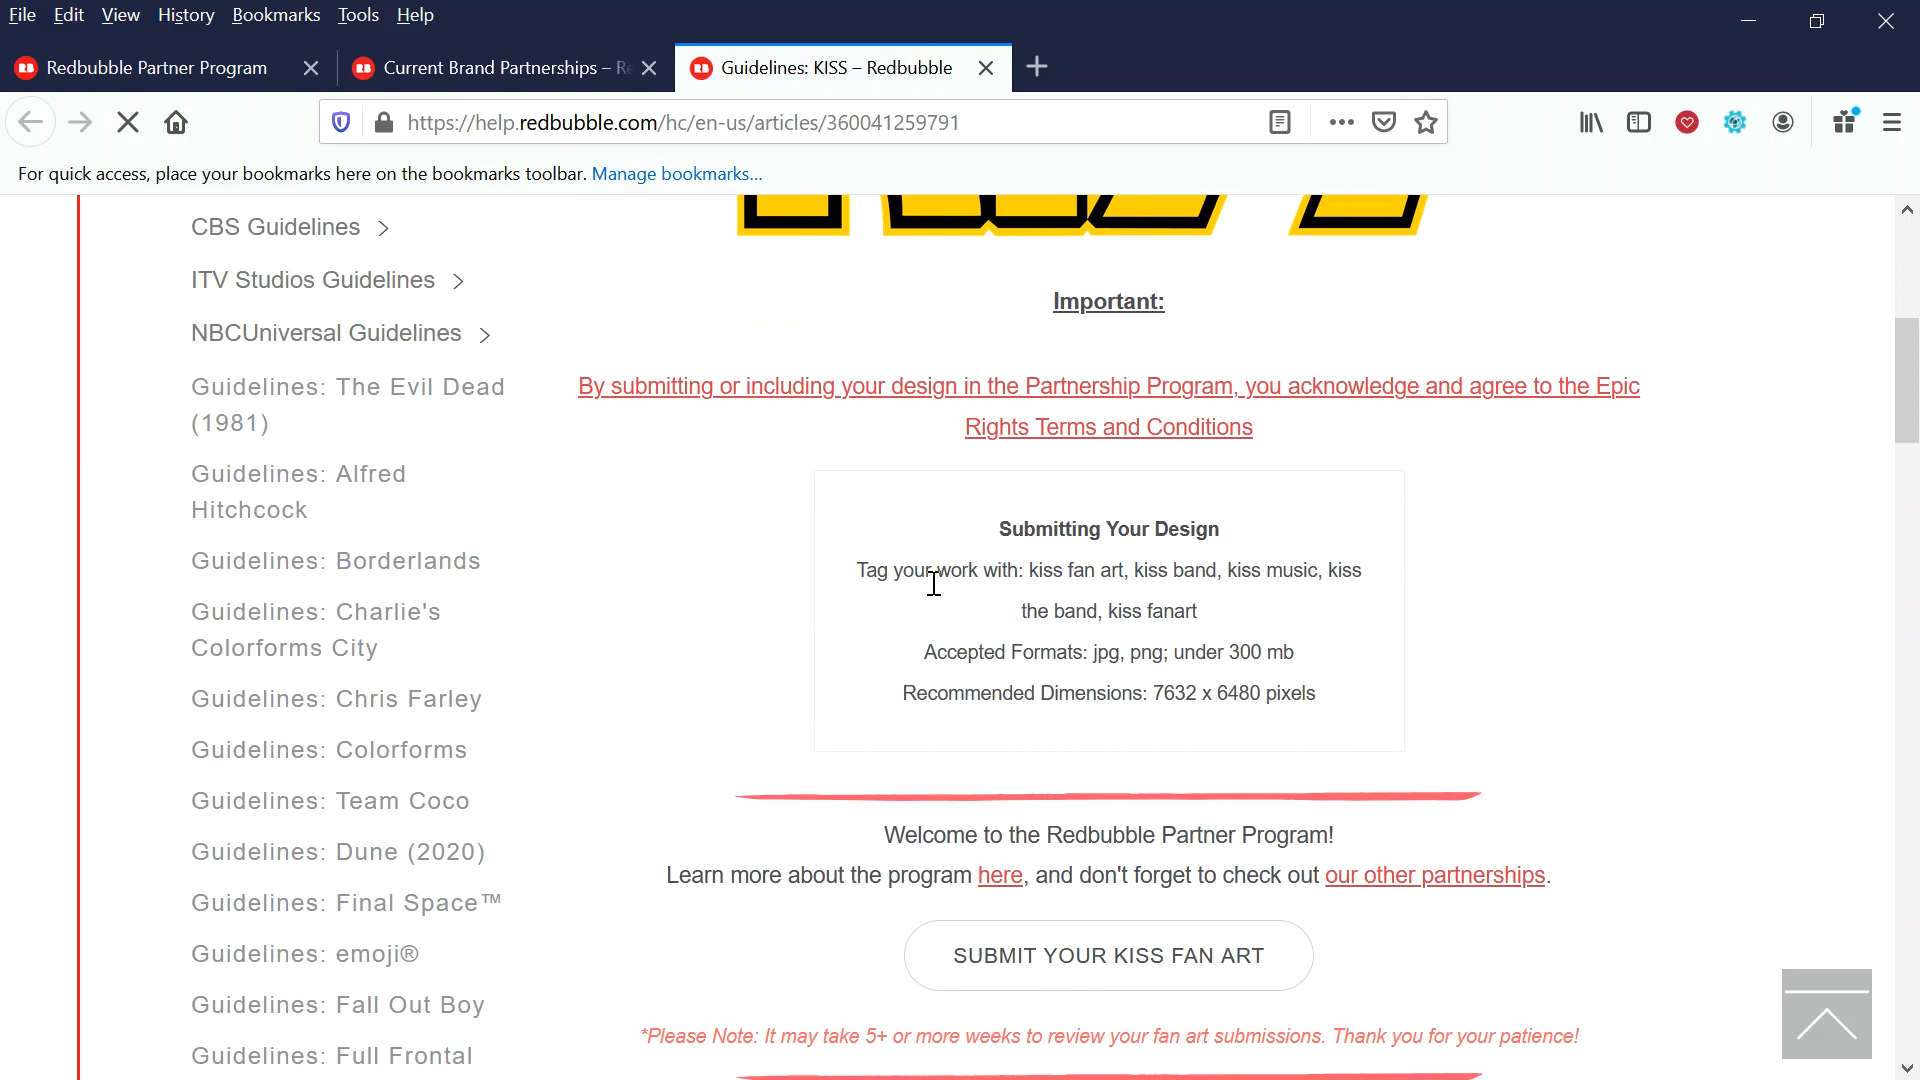 File Edit View History Bookmarks Tools Help
Redbubble Partner Program
Current Brand Partnerships – Re
Guidelines: KISS – Redbubble
https://help.redbubble.com/hc/en-us/articles/360041259791
For quick access, place your bookmarks here on the bookmarks toolbar. Manage bookmarks...
CBS Guidelines
ITV Studios Guidelines
NBCUniversal Guidelines
Guidelines: The Evil Dead
(1981)
Guidelines: Alfred
Hitchcock
Guidelines: Borderlands
Guidelines: Charlie's
Colorforms City
Guidelines: Chris Farley
Guidelines: Colorforms
Guidelines: Team Coco
Guidelines: Dune (2020)
Guidelines: Final Space™
Guidelines: emoji®
Guidelines: Fall Out Boy
Guidelines: Full Frontal
Important:
By submitting or including your design in the Partnership Program, you acknowledge and agree to the Epic
Rights Terms and Conditions
Submitting Your Design
Tag your work with: kiss fan art, kiss band, kiss music, kiss
the band, kiss fanart
Accepted Formats: jpg, png; under 300 mb
Recommended Dimensions: 7632 x 6480 pixels
Welcome to the Redbubble Partner Program!
Learn more about the program here, and don't forget to check out our other partnerships.
SUBMIT YOUR KISS FAN ART
*Please Note: It may take 5+ or more weeks to review your fan art submissions. Thank you for your patience!